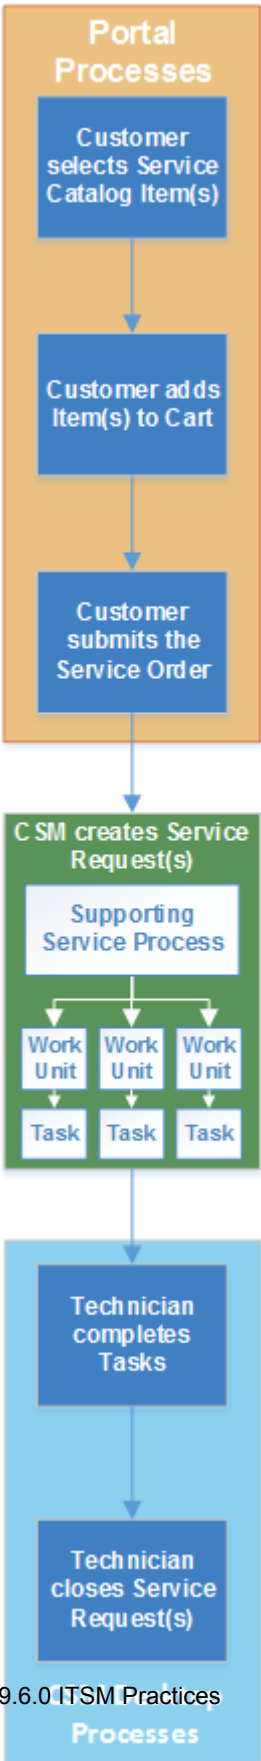 Portal
Processes
Customer
selects Service
Catalog Item(s)
Customer adds
Item(s) to Cart
Customer
submits the
Service Order
CSM creates Service
Request(s)
Supporting
Service Process
Work Work Work
Unit Unit Unit
Task Task Task
Technician
completes
Tasks
Technician
closes Service
Request(s)
9.6.0 ITSM Practices
Processes